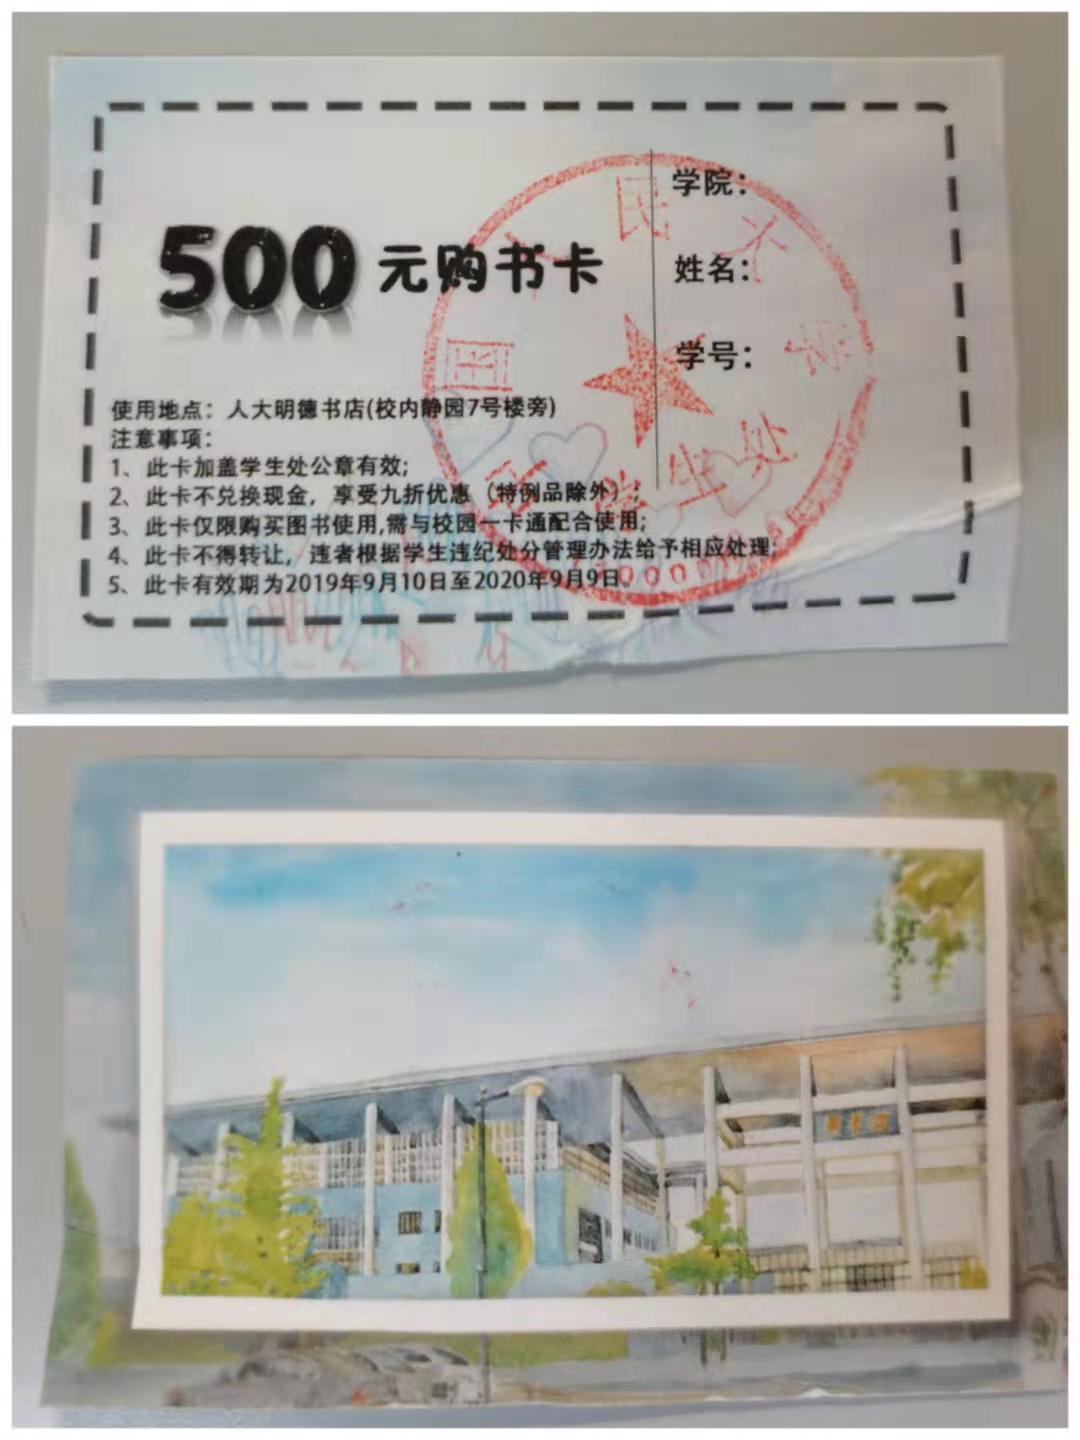 500 元购书卡
学院：
姓名：
学号：
使用地点：人大明德书店(校内静园7号楼旁)
注意事项：
1、此卡加盖学生处公章有效;
2、此卡不兑换现金，享受九折优惠（特例品除外）;
3、此卡仅限购买图书使用,需与校园一卡通配合使用;
4、此卡不得转让，违者根据学生违纪处分管理办法给予相应处理;
5、此卡有效期为2019年9月10日至2020年9月9日。
国人民大学
学生处